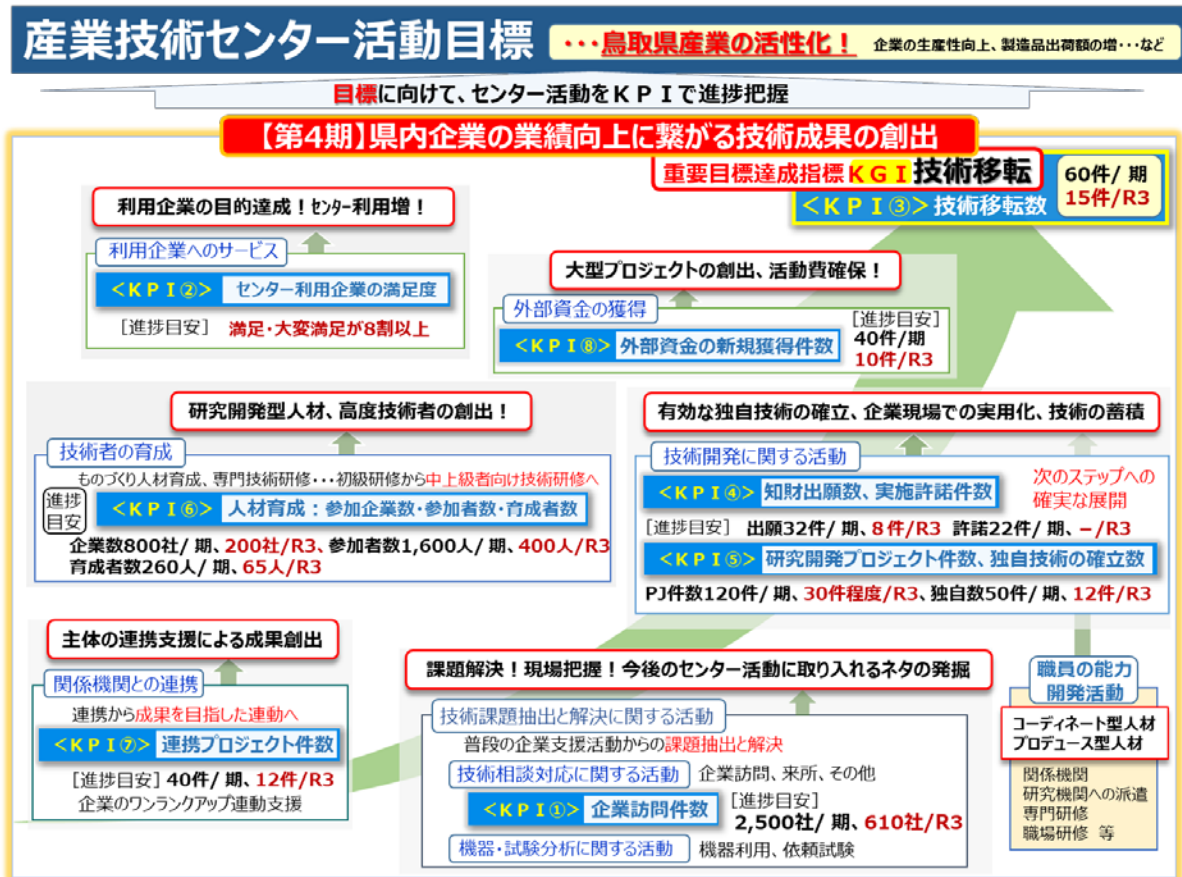 産業技術センター活動目標
・・・鳥取県産業の活性化! 企業の生産性向上、製造品出荷額の増・・・など
目標に向けて、センター活動をKPIで進捗把握
【第4期】県内企業の業績向上に繋がる技術成果の創出
重要目標達成指標KGI技術移転
<KPI③>技術移転数
60件/期
15件/R3
利用企業の目的達成!センター利用増!
利用企業へのサービス
<KPI②> センター利用企業の満足度
[進捗目安] 満足・大変満足が8割以上
大型プロジェクトの創出、活動費確保!
外部資金の獲得
<KPI⑧> 外部資金の新規獲得件数
[進捗目安]
40件/期
10件/R3
研究開発型人材、高度技術者の創出!
技術者の育成
ものづくり人材育成、専門技術研修・・・初級研修から中上級者向け技術研修へ
進捗
目安
<KPI⑥> 人材育成:参加企業数・参加者数・育成者数
企業数800社/期、200社/R3、参加者数1,600人/期、400人/R3
育成者数260人/期、65人/R3
有効な独自技術の確立、企業現場での実用化、技術の蓄積
技術開発に関する活動
<KPI④> 知財出願数、実施許諾件数
次のステップへの
確実な展開
[進捗目安] 出願32件/期、8件/R3 許諾22件/期、−/R3
<KPI⑤> 研究開発プロジェクト件数、独自技術の確立数
PJ件数120件/期、30件程度/R3、独自数50件/期、12件/R3
主体の連携支援による成果創出
関係機関との連携
連携から成果を目指した連動へ
<KPI⑦> 連携プロジェクト件数
[進捗目安] 40件/期、12件/R3
企業のワンランクアップ連動支援
課題解決!現場把握!今後のセンター活動に取り入れるネタの発掘
技術課題抽出と解決に関する活動
普段の企業支援活動からの課題抽出と解決
技術相談対応に関する活動 企業訪問、来所、その他
<KPI①> 企業訪問件数
[進捗目安]
2,500社/期、610社/R3
機器・試験分析に関する活動 機器利用、依頼試験
職員の能力
開発活動
コーディネート型人材
プロデュース型人材
関係機関
研究機関への派遣
専門研修
職場研修 等